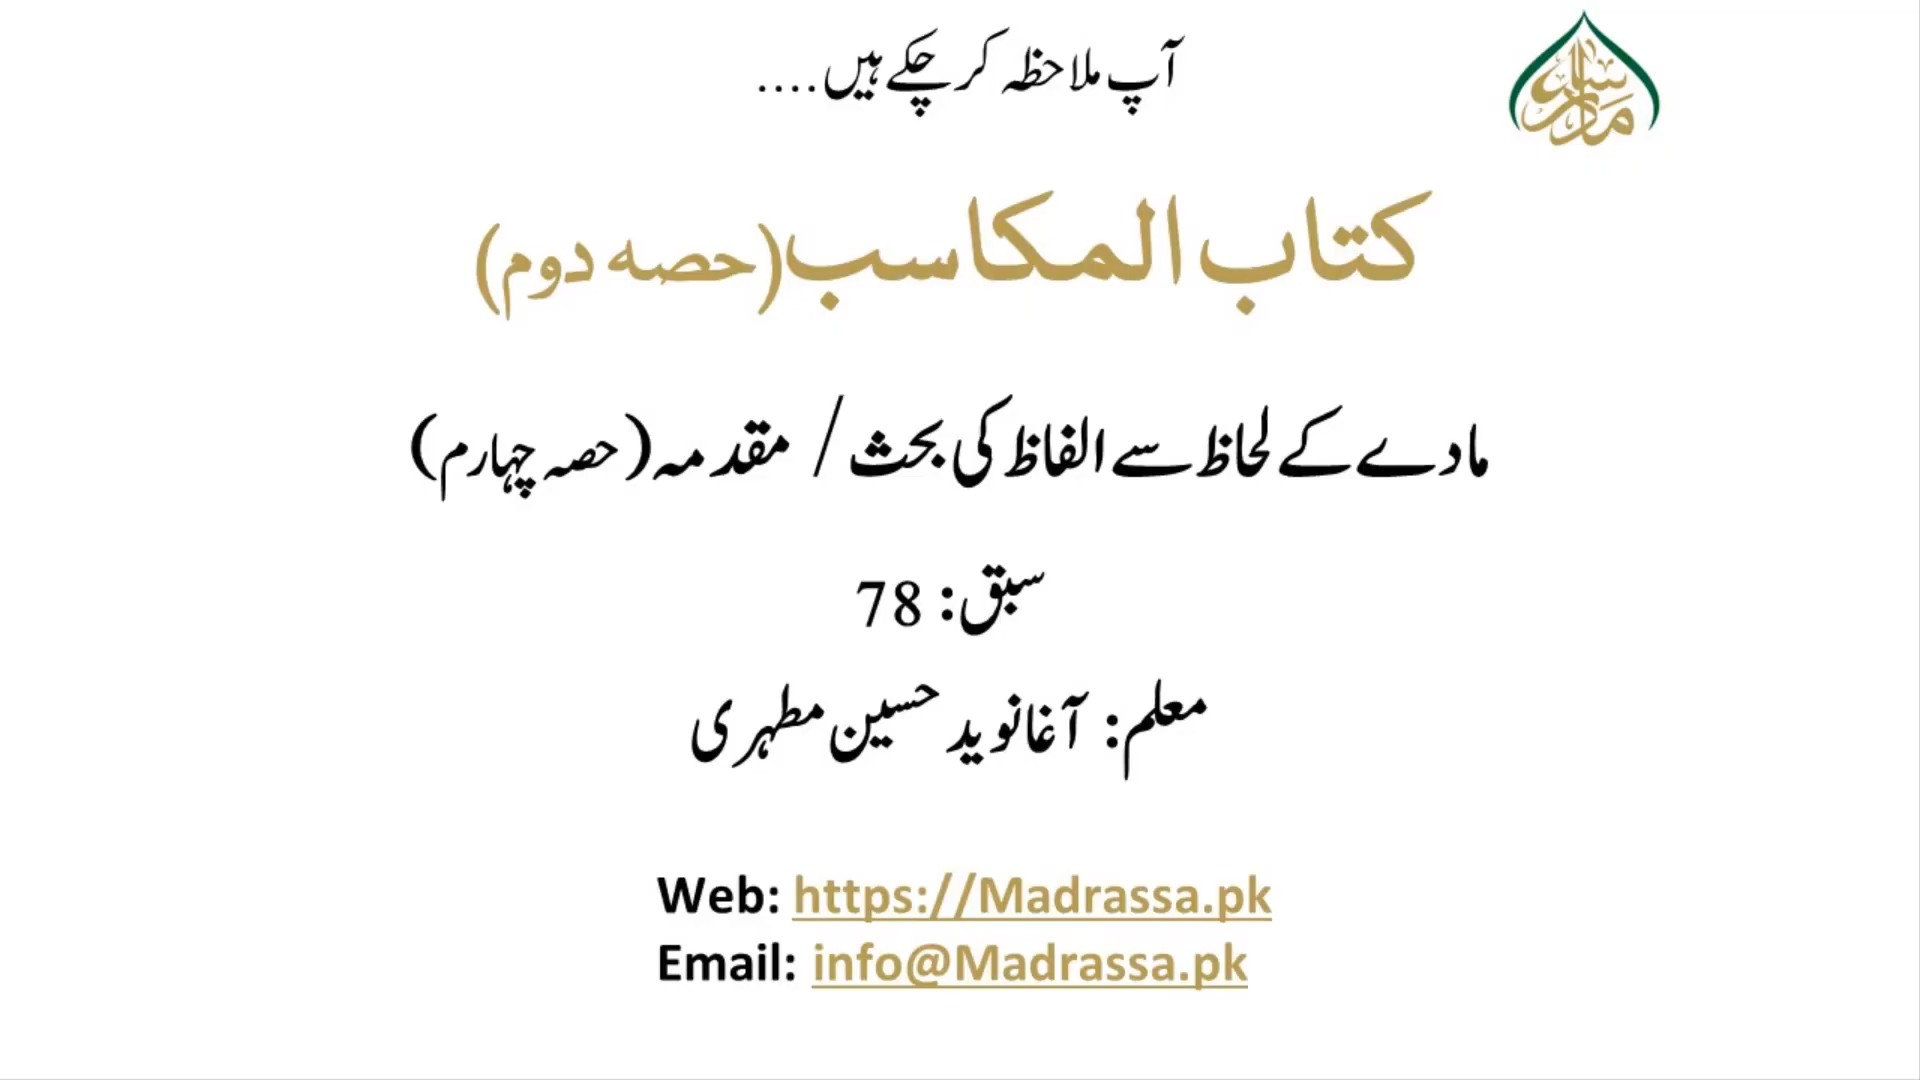 آپ ملاحظہ کر چکے ہیں....
مدرسہ
کتاب المکاسب(حصہ دوم)
مادے کے لحاظ سے الفاظ کی بحث / مقدمہ (حصہ چہارم)
سبق: 78
معلم: آغا نوید حسین مطہری
Web: https://Madrassa.pk
Email: info@Madrassa.pk